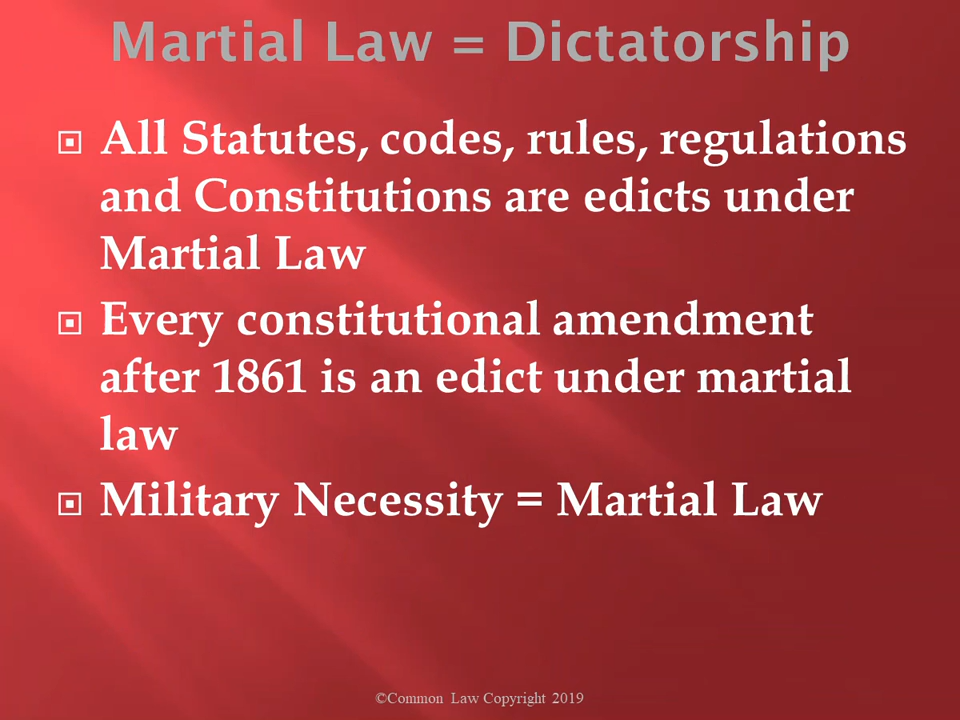 Martial Law = Dictatorship
All Statutes, codes, rules, regulations
and Constitutions are edicts under
Martial Law
Every constitutional amendment
after 1861 is an edict under martial
law
Military Necessity = Martial Law
©Common Law Copyright 2019